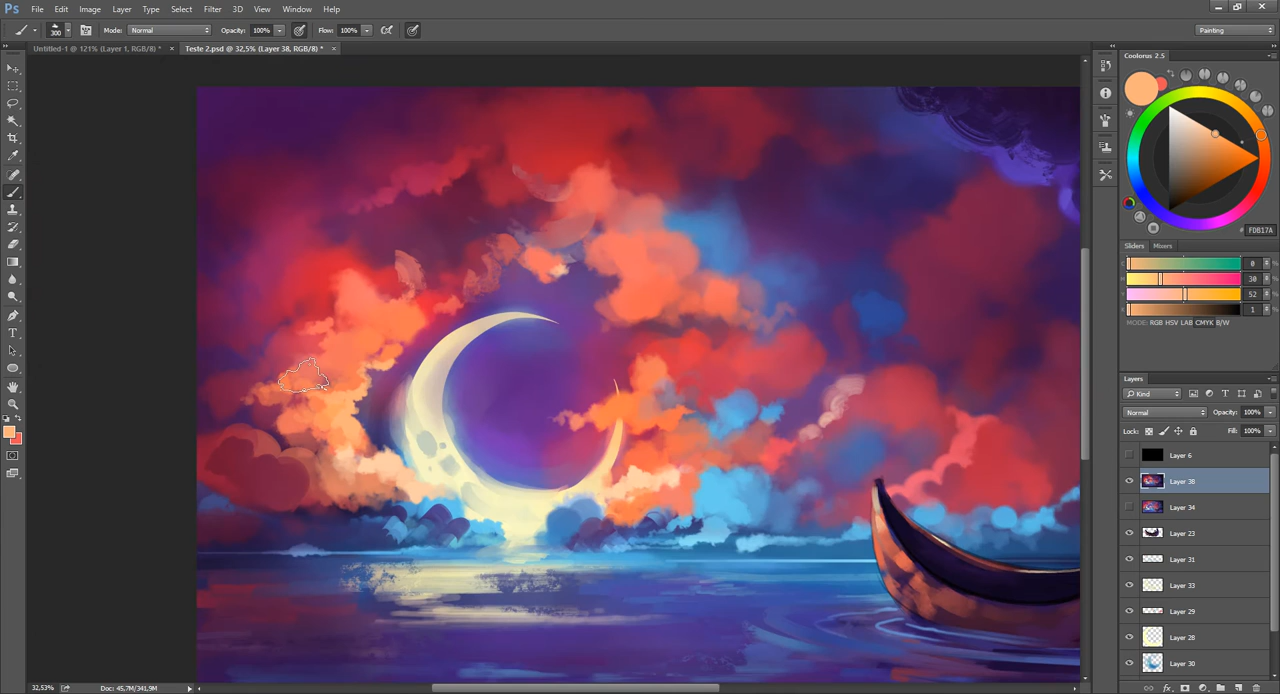 Ps File Edit Image Layer Type Select Filter 3D View Window Help
300 Mode: Normal Opacity: 100% Flow: 100% Painting
Untitled-1 @ 121% (Layer 1, RGB/8) * × Teste 2.psd @ 32,5% (Layer 38, RGB/8) * ×
Coolorus 2.5
# FDB17A
Sliders Mixers
C 0 %
M 30 %
Y 52 %
K 1 %
MODE: RGB HSV LAB CMYK B/W
Layers
Kind
Normal Opacity: 100%
Lock: Fill: 100%
Layer 6
Layer 38
Layer 34
Layer 23
Layer 31
Layer 33
Layer 29
Layer 28
Layer 30
32,53% Doc: 45,7M/341,9M